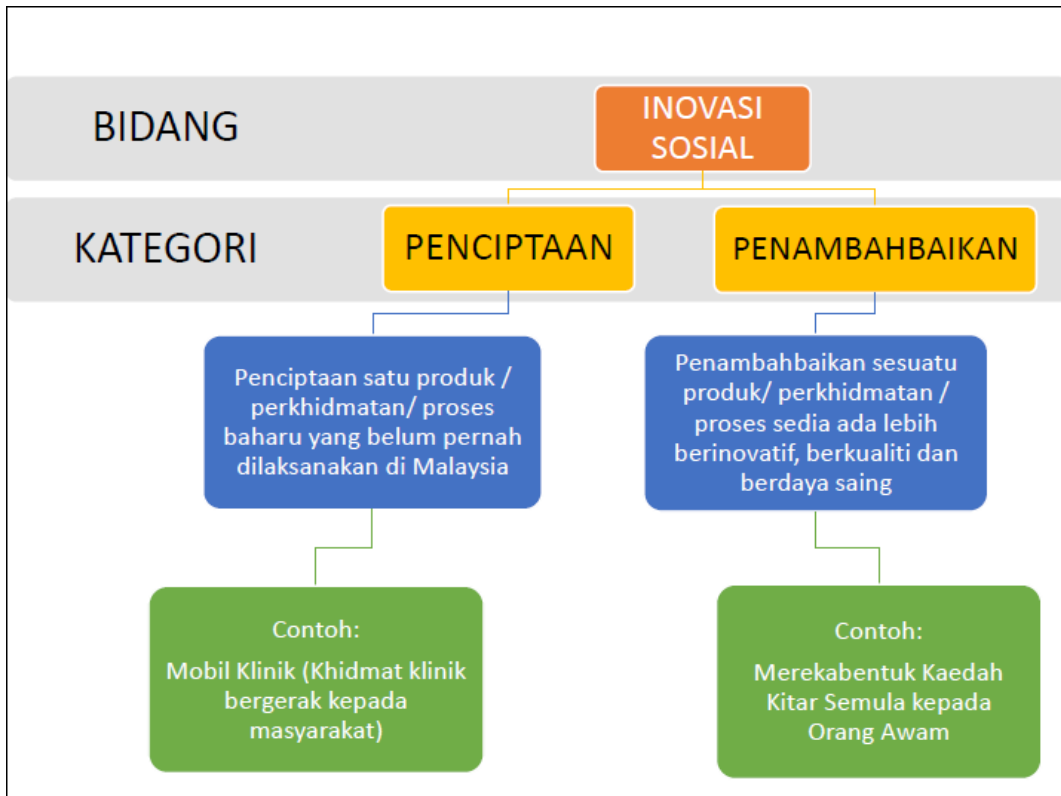 BIDANG
INOVASI
SOSIAL
KATEGORI
PENCIPTAAN
PENAMBAHBAIKAN
Penciptaan satu produk /
perkhidmatan/ proses
baharu yang belum pernah
dilaksanakan di Malaysia
Penambahbaikan sesuatu
produk/ perkhidmatan /
proses sedia ada lebih
berinovatif, berkualiti dan
berdaya saing
Contoh:
Mobil Klinik (Khidmat klinik
bergerak kepada
masyarakat)
Contoh:
Merekabentuk Kaedah
Kitar Semula kepada
Orang Awam